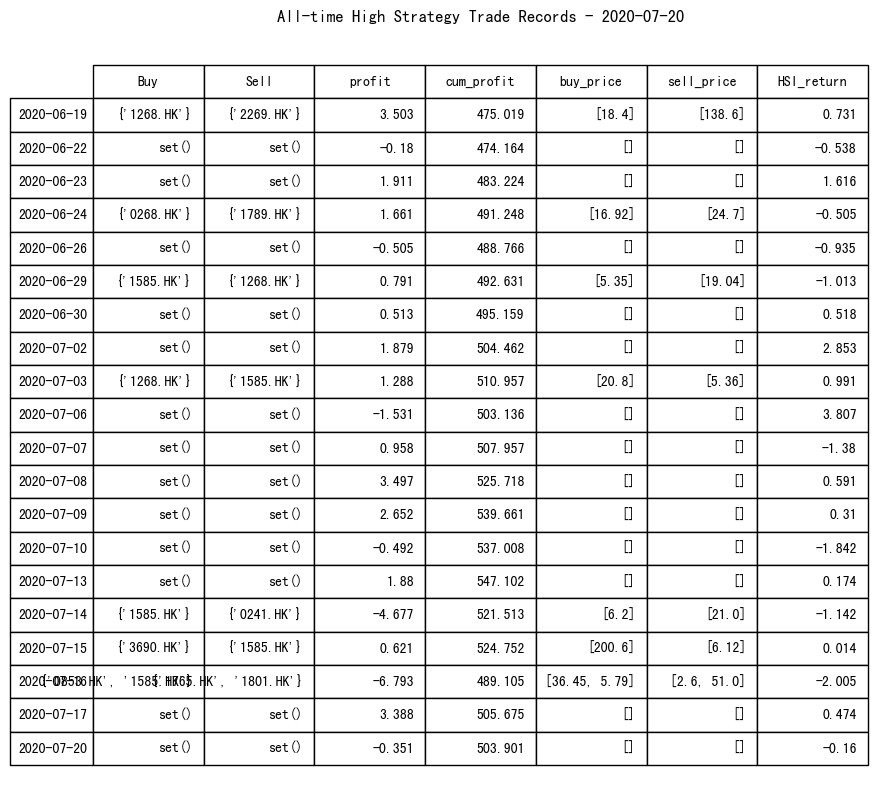 All-time High Strategy Trade Records - 2020-07-20
Buy Sell profit cum_profit buy_price sell_price HSI_return
2020-06-19 {'1268.HK'} {'2269.HK'} 3.503 475.019 [18.4] [138.6] 0.731
2020-06-22 set() set() -0.18 474.164 [] [] -0.538
2020-06-23 set() set() 1.911 483.224 [] [] 1.616
2020-06-24 {'0268.HK'} {'1789.HK'} 1.661 491.248 [16.92] [24.7] -0.505
2020-06-26 set() set() -0.505 488.766 [] [] -0.935
2020-06-29 {'1585.HK'} {'1268.HK'} 0.791 492.631 [5.35] [19.04] -1.013
2020-06-30 set() set() 0.513 495.159 [] [] 0.518
2020-07-02 set() set() 1.879 504.462 [] [] 2.853
2020-07-03 {'1268.HK'} {'1585.HK'} 1.288 510.957 [20.8] [5.36] 0.991
2020-07-06 set() set() -1.531 503.136 [] [] 3.807
2020-07-07 set() set() 0.958 507.957 [] [] -1.38
2020-07-08 set() set() 3.497 525.718 [] [] 0.591
2020-07-09 set() set() 2.652 539.661 [] [] 0.31
2020-07-10 set() set() -0.492 537.008 [] [] -1.842
2020-07-13 set() set() 1.88 547.102 [] [] 0.174
2020-07-14 {'1585.HK'} {'0241.HK'} -4.677 521.513 [6.2] [21.0] -1.142
2020-07-15 {'3690.HK'} {'1585.HK'} 0.621 524.752 [200.6] [6.12] 0.014
'1801.HK'} -6.793 489.105 [36.45, 5.79] [2.6, 51.0] -2.005
2020-07-17 set() set() 3.388 505.675 [] [] 0.474
2020-07-20 set() set() -0.351 503.901 [] [] -0.16